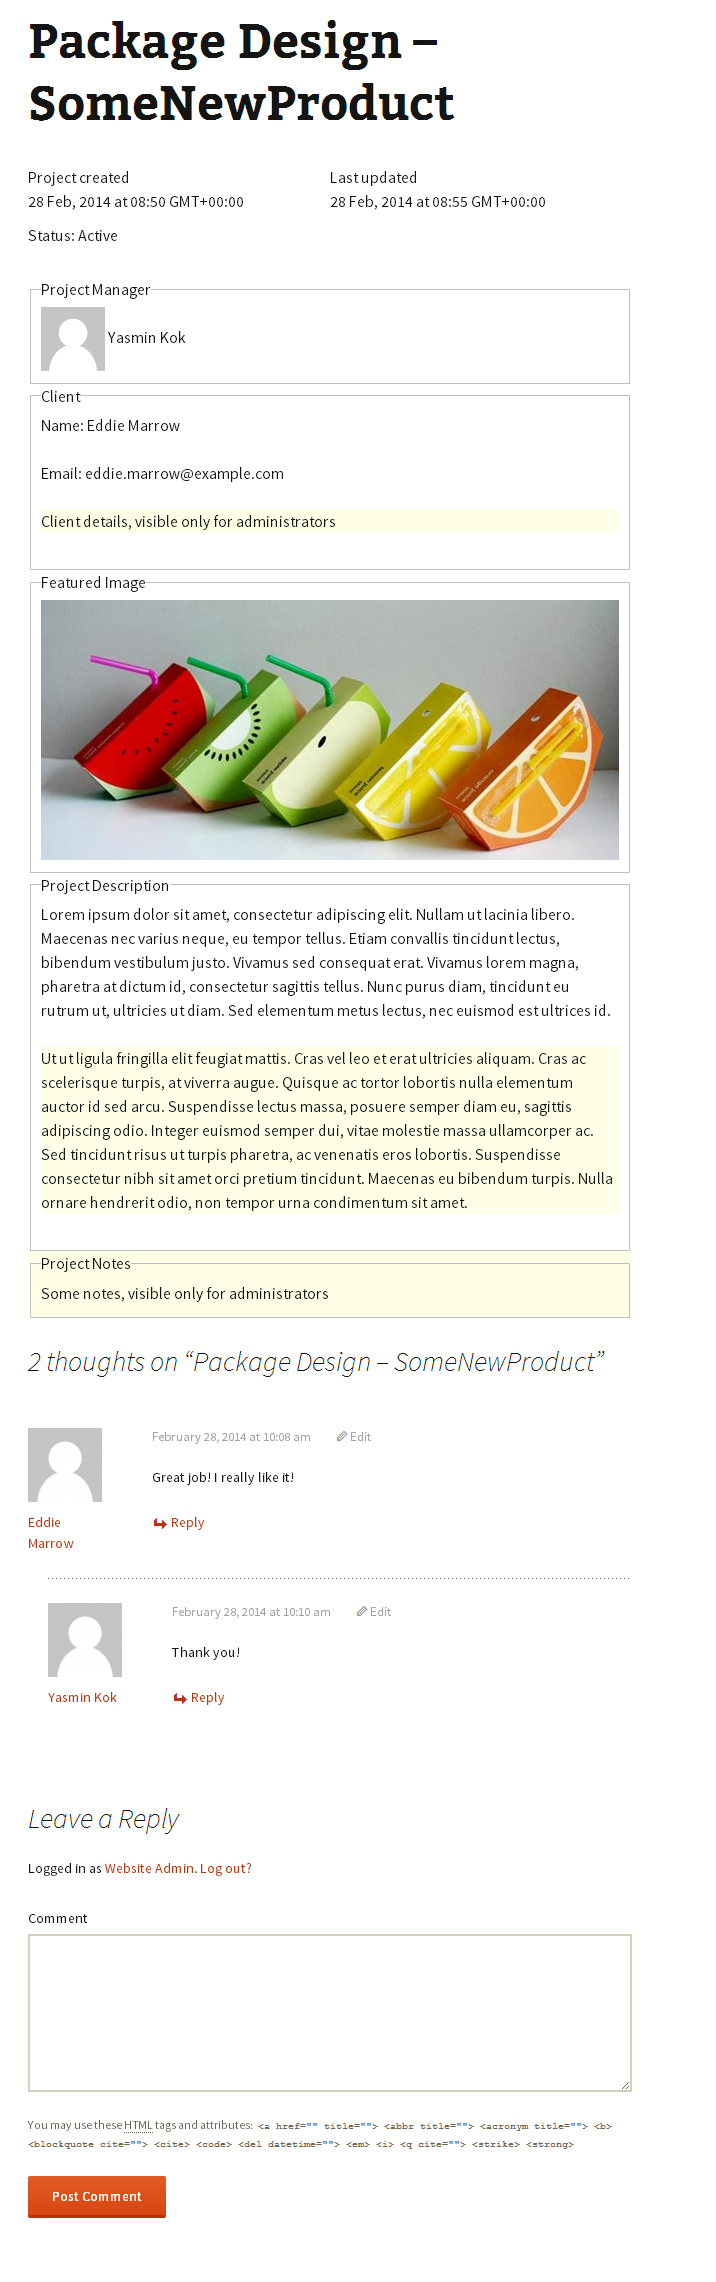 Package Design –
SomeNewProduct
Project created
28 Feb, 2014 at 08:50 GMT+00:00
Last updated
28 Feb, 2014 at 08:55 GMT+00:00
Status: Active
Project Manager
Yasmin Kok
Client
Name: Eddie Marrow
Email: eddie.marrow@example.com
Client details, visible only for administrators
Featured Image
Project Description
Lorem ipsum dolor sit amet, consectetur adipiscing elit. Nullam ut lacinia libero.
Maecenas nec varius neque, eu tempor tellus. Etiam convallis tincidunt lectus,
bibendum vestibulum justo. Vivamus sed consequat erat. Vivamus lorem magna,
pharetra at dictum id, consectetur sagittis tellus. Nunc purus diam, tincidunt eu
rutrum ut, ultricies ut diam. Sed elementum metus lectus, nec euismod est ultrices id.
Ut ut ligula fringilla elit feugiat mattis. Cras vel leo et erat ultricies aliquam. Cras ac
scelerisque turpis, at viverra augue. Quisque ac tortor lobortis nulla elementum
auctor id sed arcu. Suspendisse lectus massa, posuere semper diam eu, sagittis
adipiscing odio. Integer euismod semper dui, vitae molestie massa ullamcorper ac.
Sed tincidunt risus ut turpis pharetra, ac venenatis eros lobortis. Suspendisse
consectetur nibh sit amet orci pretium tincidunt. Maecenas eu bibendum turpis. Nulla
ornare hendrerit odio, non tempor urna condimentum sit amet.
Project Notes
Some notes, visible only for administrators
2 thoughts on “Package Design – SomeNewProduct”
February 28, 2014 at 10:08 am Edit
Great job! I really like it!
Eddie
Marrow
Reply
February 28, 2014 at 10:10 am Edit
Thank you!
Yasmin Kok
Reply
Leave a Reply
Logged in as Website Admin. Log out?
Comment
You may use these HTML tags and attributes: <a href="" title=""> <abbr title=""> <acronym title=""> <b>
<blockquote cite=""> <cite> <code> <del datetime=""> <em> <i> <q cite=""> <strike> <strong>
Post Comment